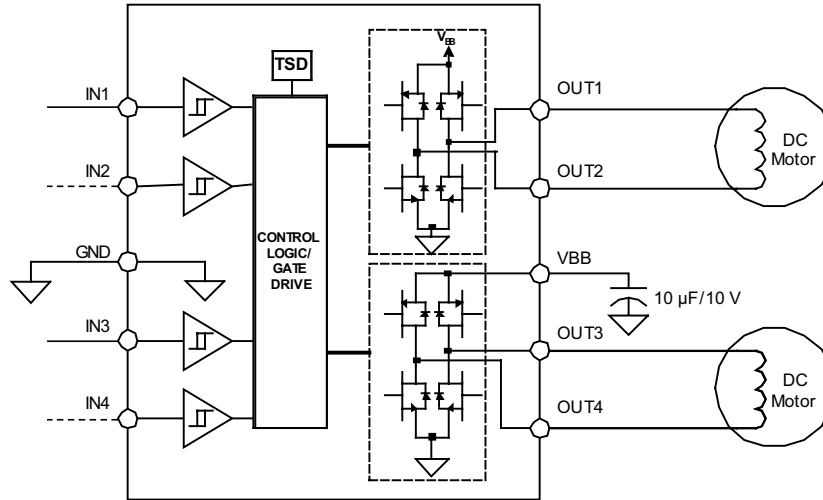 V_BB
TSD
IN1
OUT1
DC
Motor
IN2
OUT2
GND
CONTROL
LOGIC/
GATE
DRIVE
VBB
10 µF/10 V
IN3
OUT3
DC
Motor
IN4
OUT4